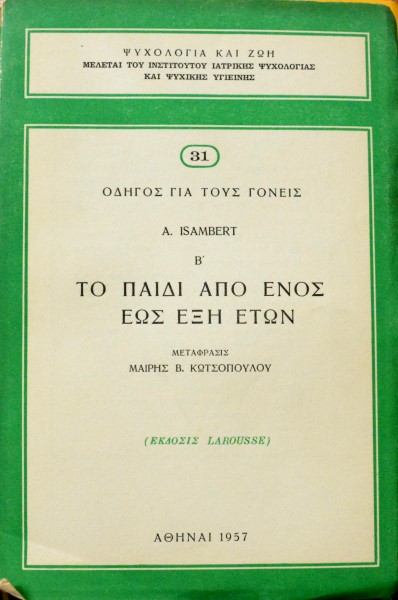 ΨΥΧΟΛΟΓΙΑ ΚΑΙ ΖΩΗ
ΜΕΛΕΤΑΙ ΤΟΥ ΙΝΣΤΙΤΟΥΤΟΥ ΙΑΤΡΙΚΗΣ ΨΥΧΟΛΟΓΙΑΣ
ΚΑΙ ΨΥΧΙΚΗΣ ΥΓΙΕΙΝΗΣ
31
ΟΔΗΓΟΣ ΓΙΑ ΤΟΥΣ ΓΟΝΕΙΣ
A. ISAMBERT
Β΄
ΤΟ ΠΑΙΔΙ ΑΠΟ ΕΝΟΣ
ΕΩΣ ΕΞΗ ΕΤΩΝ
ΜΕΤΑΦΡΑΣΙΣ
ΜΑΙΡΗΣ Β. ΚΩΤΣΟΠΟΥΛΟΥ
(ΕΚΔΟΣΙΣ LAROUSSE)
ΑΘΗΝΑΙ 1957